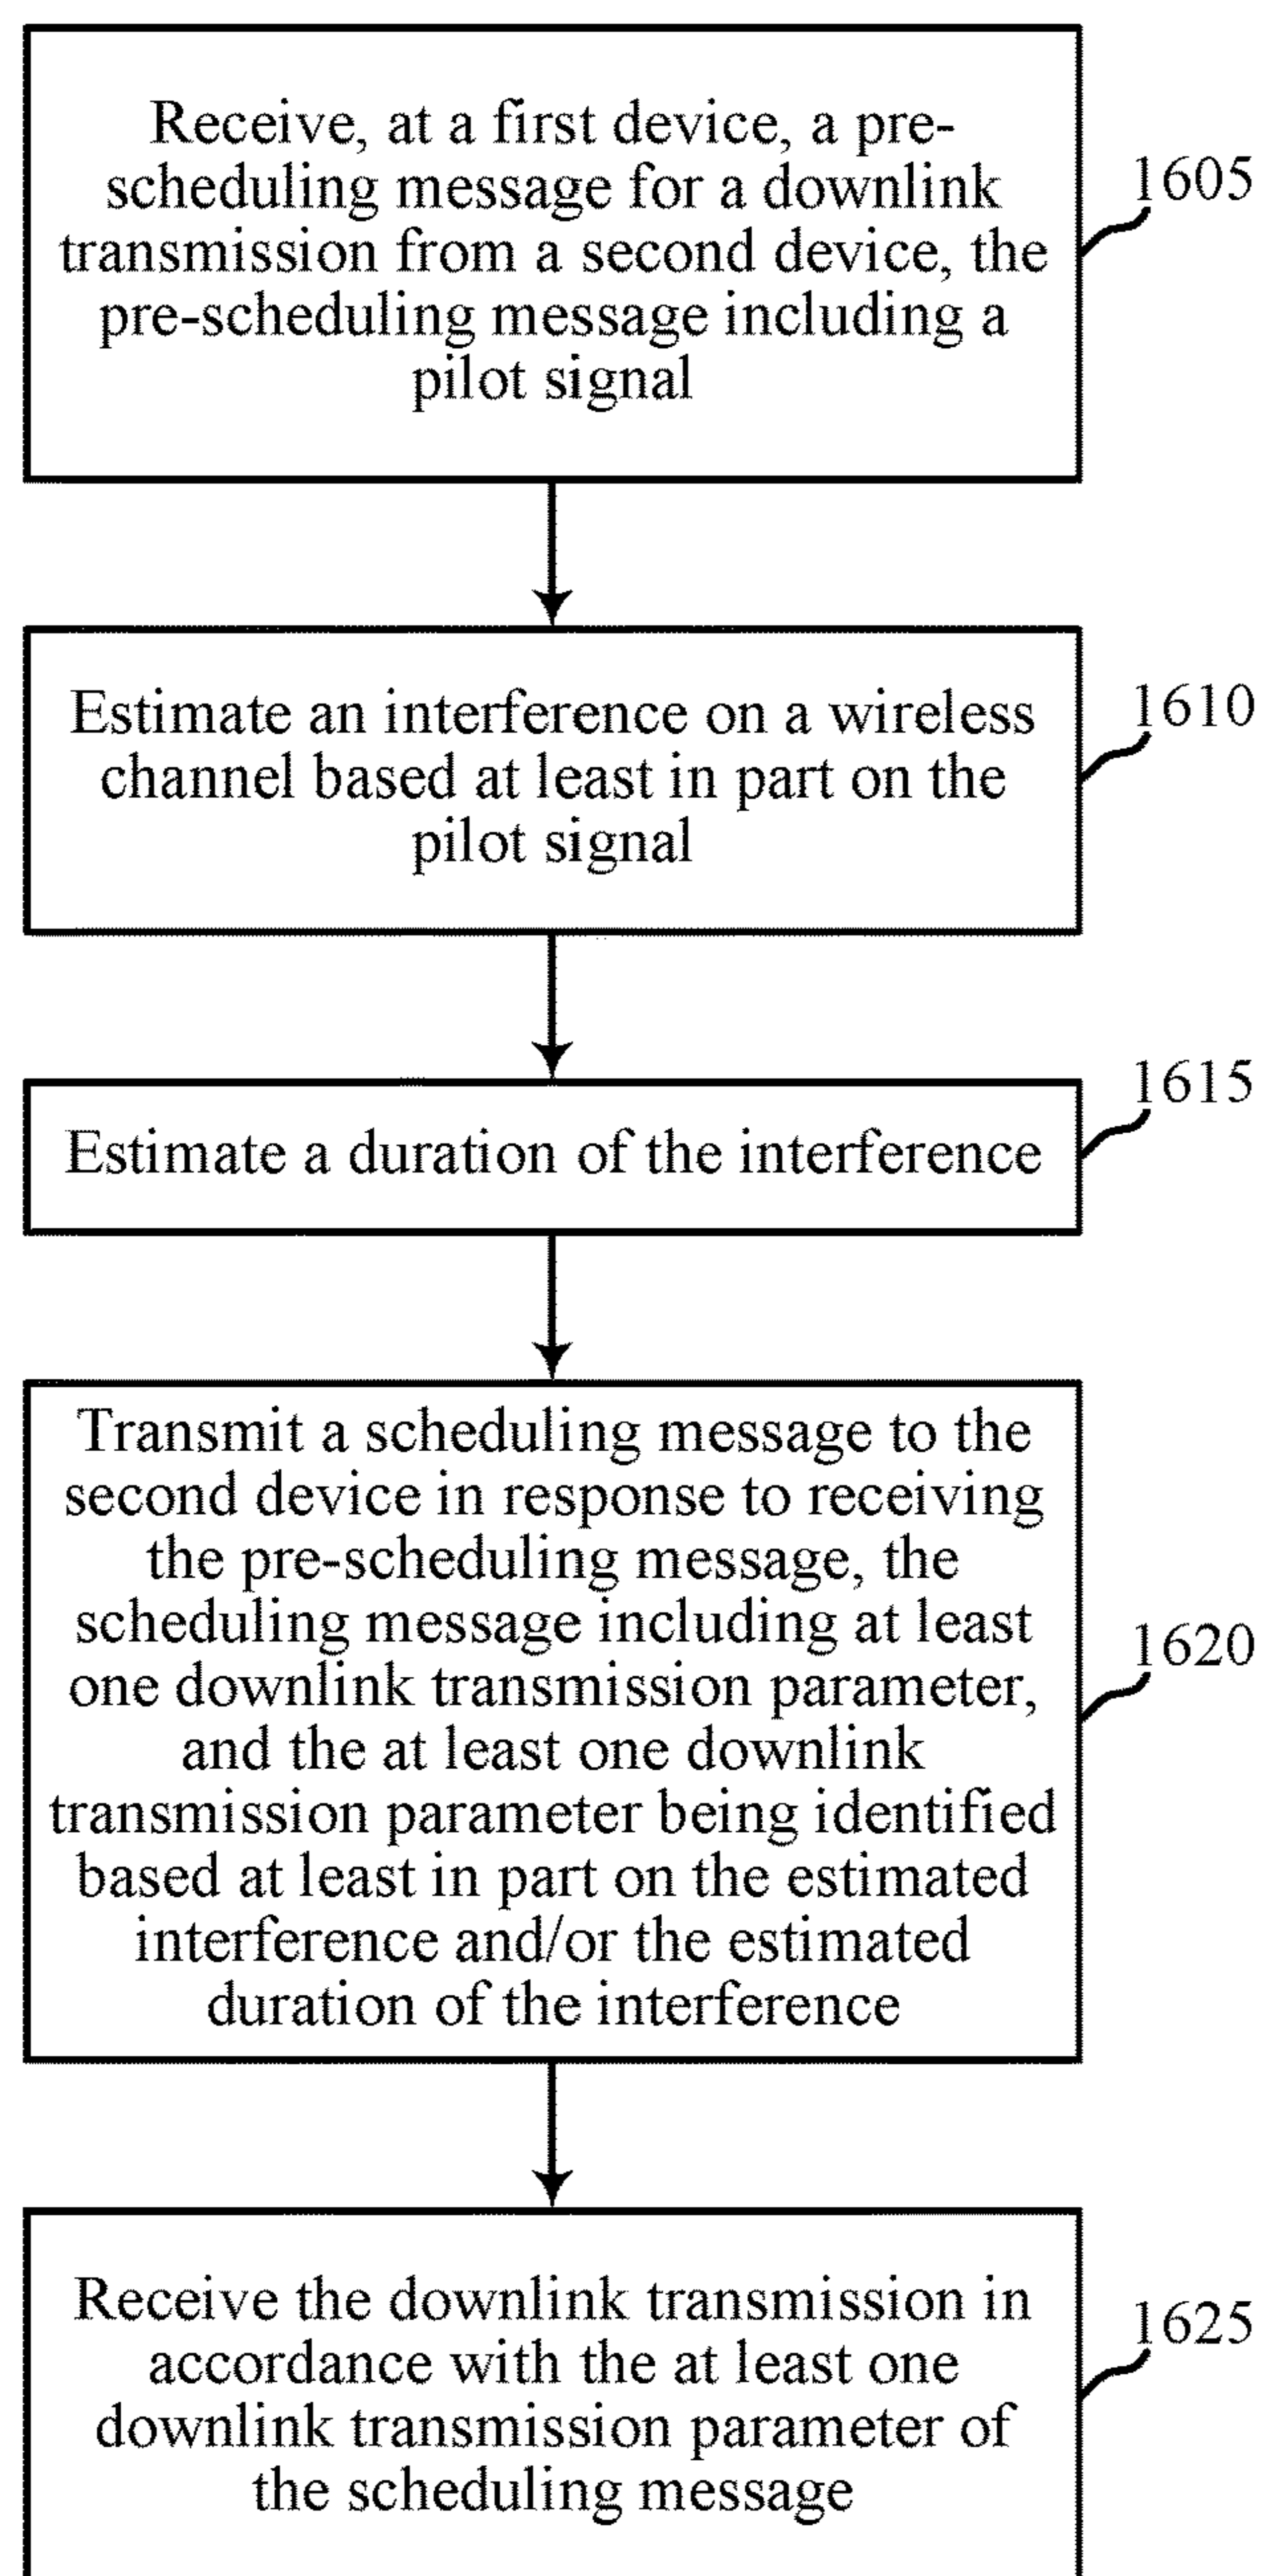 Receive, at a first device, a pre-
scheduling message for a downlink
transmission from a second device, the
pre-scheduling message including a
pilot signal
1605
Estimate an interference on a wireless
channel based at least in part on the
pilot signal
1610
Estimate a duration of the interference
1615
Transmit a scheduling message to the
second device in response to receiving
the pre-scheduling message, the
scheduling message including at least
one downlink transmission parameter,
and the at least one downlink
transmission parameter being identified
based at least in part on the estimated
interference and/or the estimated
duration of the interference
1620
Receive the downlink transmission in
accordance with the at least one
downlink transmission parameter of
the scheduling message
1625